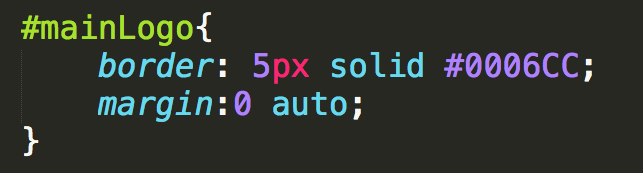 #mainLogo{
    border: 5px solid #0006CC;
    margin:0 auto;
}